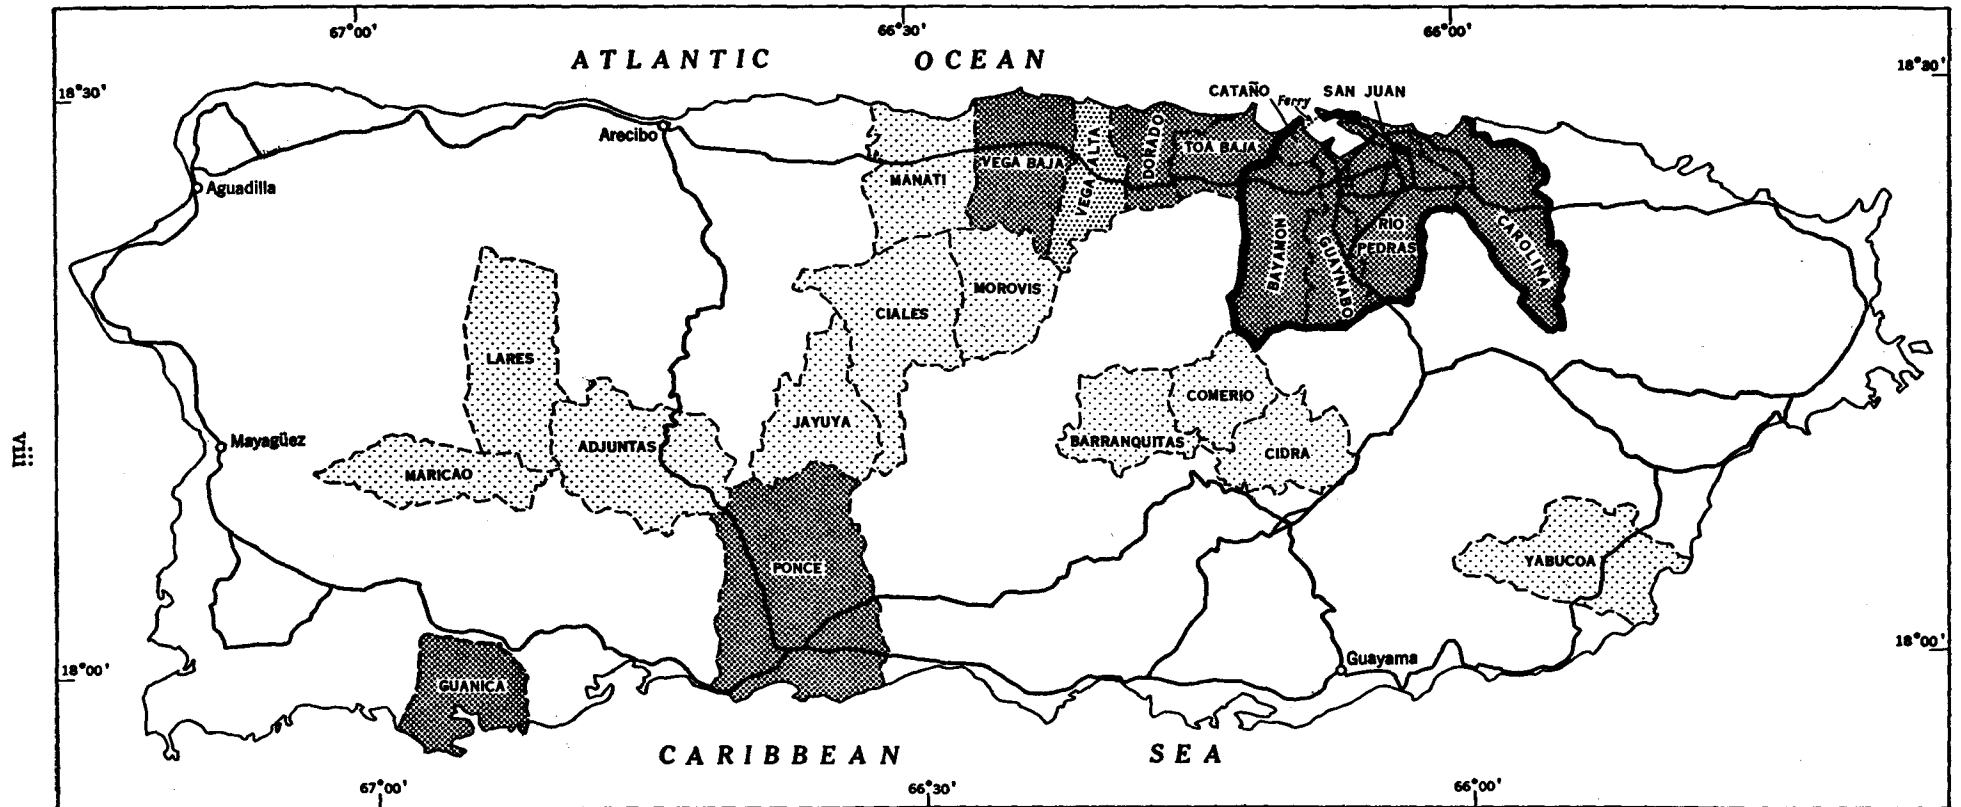 67°00'
66°30'
66°00'
ATLANTIC OCEAN
18°30'
18°30'
CATAÑO
Ferry
SAN JUAN
Arecibo
Aguadilla
MANATI
VEGA BAJA
VEGA ALTA
DORADO
TOA BAJA
BAYAMON
GUAYNABO
RIO
PEDRAS
CAROLINA
MOROVIS
CIALES
LARES
JAYUYA
COMERIO
BARRANQUITAS
CIDRA
ADJUNTAS
MARICAO
Mayagüez
viii
PONCE
YABUCOA
18°00'
18°00'
Guayama
GUANICA
CARIBBEAN SEA
67°00'
66°30'
66°00'